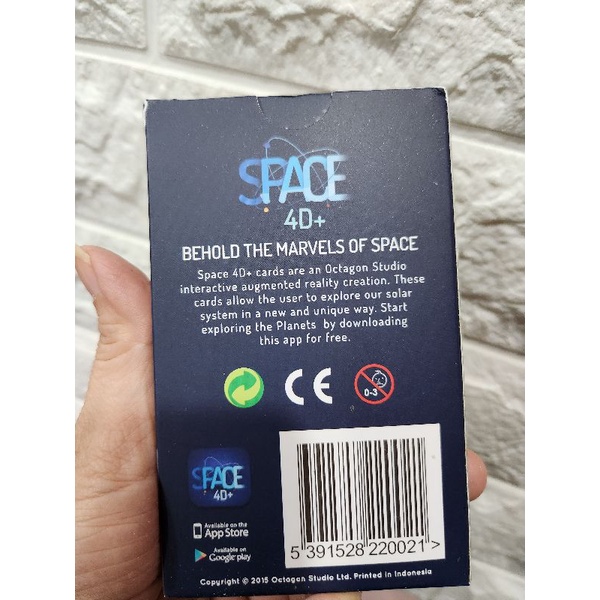 SPACE
4D+
BEHOLD THE MARVELS OF SPACE
Space 4D+ cards are an Octagon Studio
interactive augmented reality creation. These
cards allow the user to explore our solar
system in a new and unique way. Start
exploring the Planets by downloading
this app for free.
CE
0-3
SPACE
4D+
Available on the
App Store
Available on
Google play
5 391528 220021 >
Copyright © 2015 Octagon Studio Ltd. Printed in Indonesia